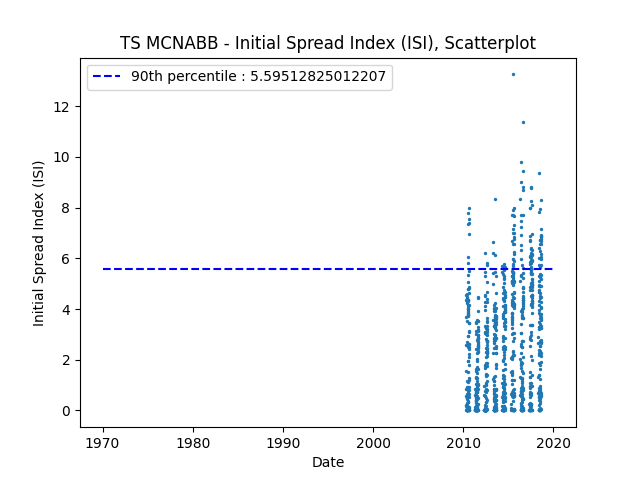 TS MCNABB - Initial Spread Index (ISI), Scatterplot
90th percentile : 5.59512825012207
12
10
8
6
4
2
0
Initial Spread Index (ISI)
1970 1980 1990 2000 2010 2020
Date